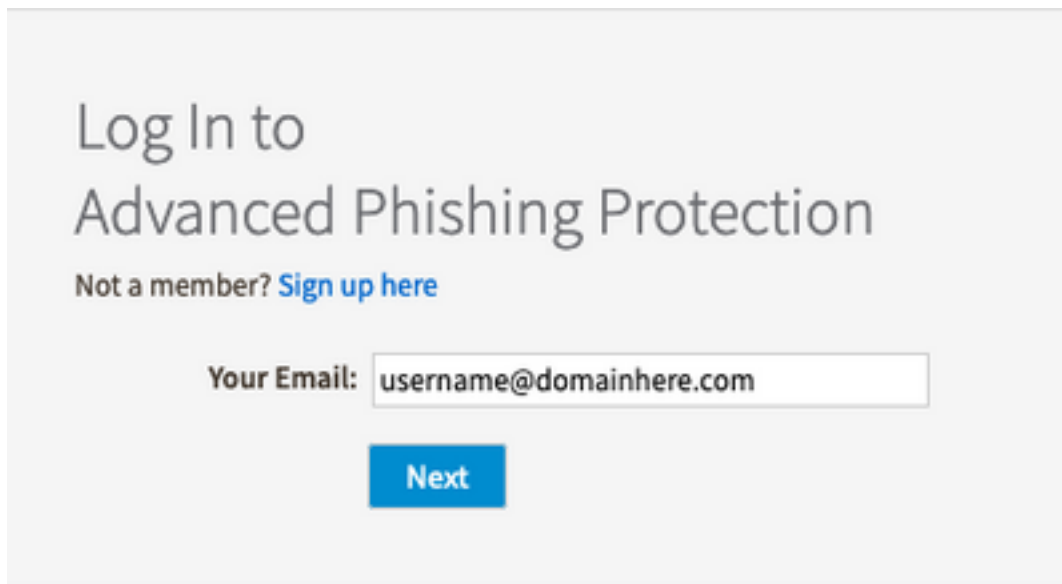 Log In to
Advanced Phishing Protection
Not a member? Sign up here
Your Email: username@domainhere.com
Next